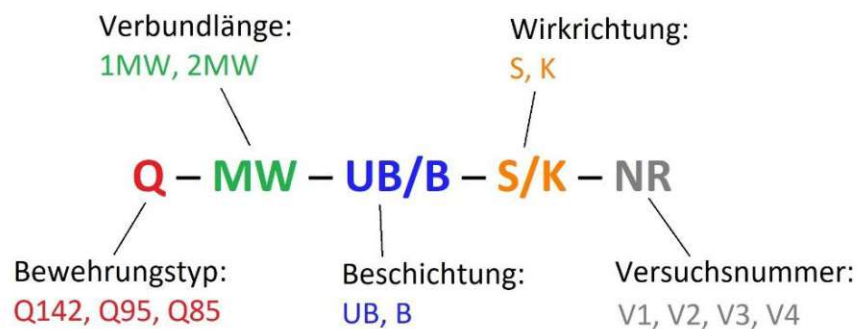 Verbundlänge:
1MW, 2MW
Wirkrichtung:
S, K
Q – MW – UB/B – S/K – NR
Bewehrungstyp:
Q142, Q95, Q85
Beschichtung:
UB, B
Versuchsnummer:
V1, V2, V3, V4